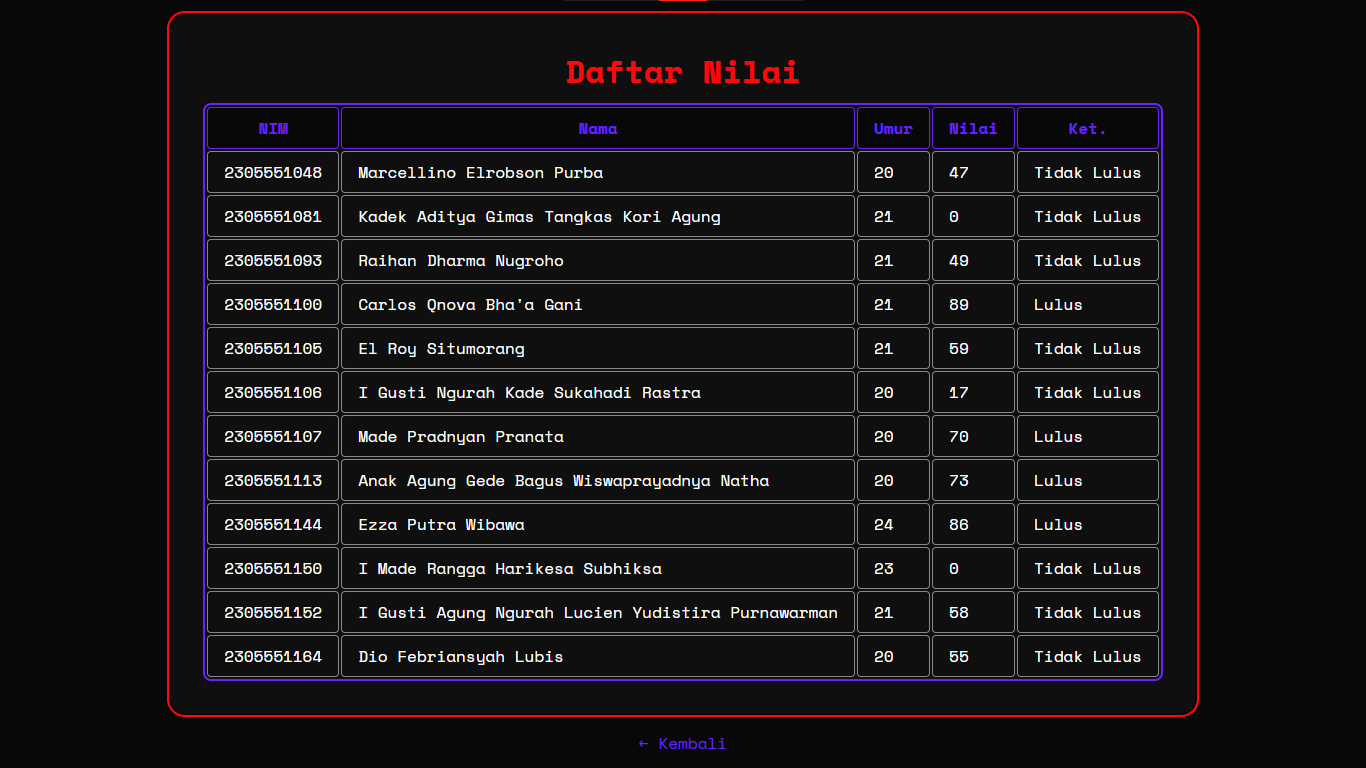 Daftar Nilai
NIM Nama Umur Nilai Ket.
2305551048 Marcellino Elrobson Purba 20 47 Tidak Lulus
2305551081 Kadek Aditya Gimas Tangkas Kori Agung 21 0 Tidak Lulus
2305551093 Raihan Dharma Nugroho 21 49 Tidak Lulus
2305551100 Carlos Qnova Bha'a Gani 21 89 Lulus
2305551105 El Roy Situmorang 21 59 Tidak Lulus
2305551106 I Gusti Ngurah Kade Sukahadi Rastra 20 17 Tidak Lulus
2305551107 Made Pradnyan Pranata 20 70 Lulus
2305551113 Anak Agung Gede Bagus Wiswaprayadnya Natha 20 73 Lulus
2305551144 Ezza Putra Wibawa 24 86 Lulus
2305551150 I Made Rangga Harikesa Subhiksa 23 0 Tidak Lulus
2305551152 I Gusti Agung Ngurah Lucien Yudistira Purnawarman 21 58 Tidak Lulus
2305551164 Dio Febriansyah Lubis 20 55 Tidak Lulus
← Kembali